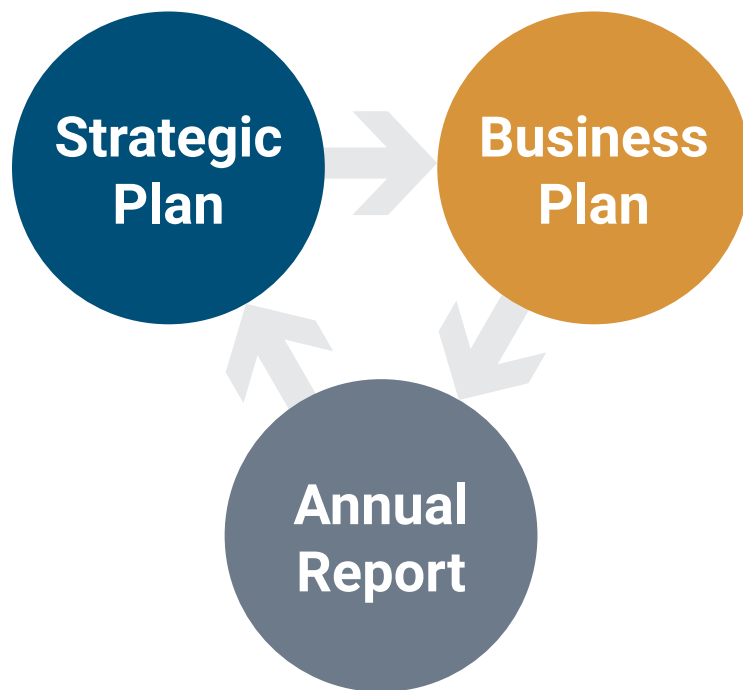 Strategic
Plan
Business
Plan
Annual
Report